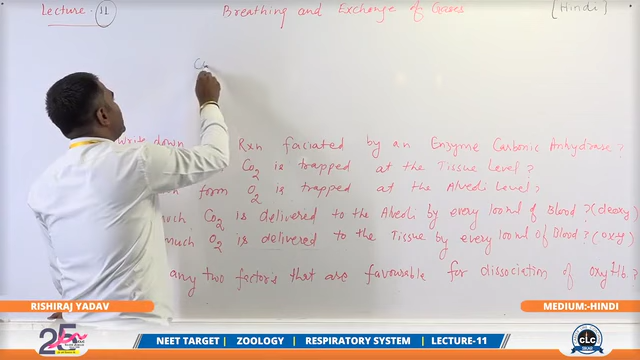 Lecture - 11 Breathing and Exchange of Gases [Hindi]
write down Rxn faciated by an Enzyme Carbonic Anhydrase?
CO2 is trapped at the Tissue Level?
form O2 is trapped at the Alveoli Level?
much CO2 is delivered to the Alveoli by every 100ml of Blood? (deoxy)
much O2 is delivered to the Tissue by every 100ml of Blood? (oxy)
any two factors that are favourable for dissociation of oxyHb?
RISHIRAJ YADAV MEDIUM:-HINDI
25 NEET TARGET | ZOOLOGY | RESPIRATORY SYSTEM | LECTURE-11 CLC